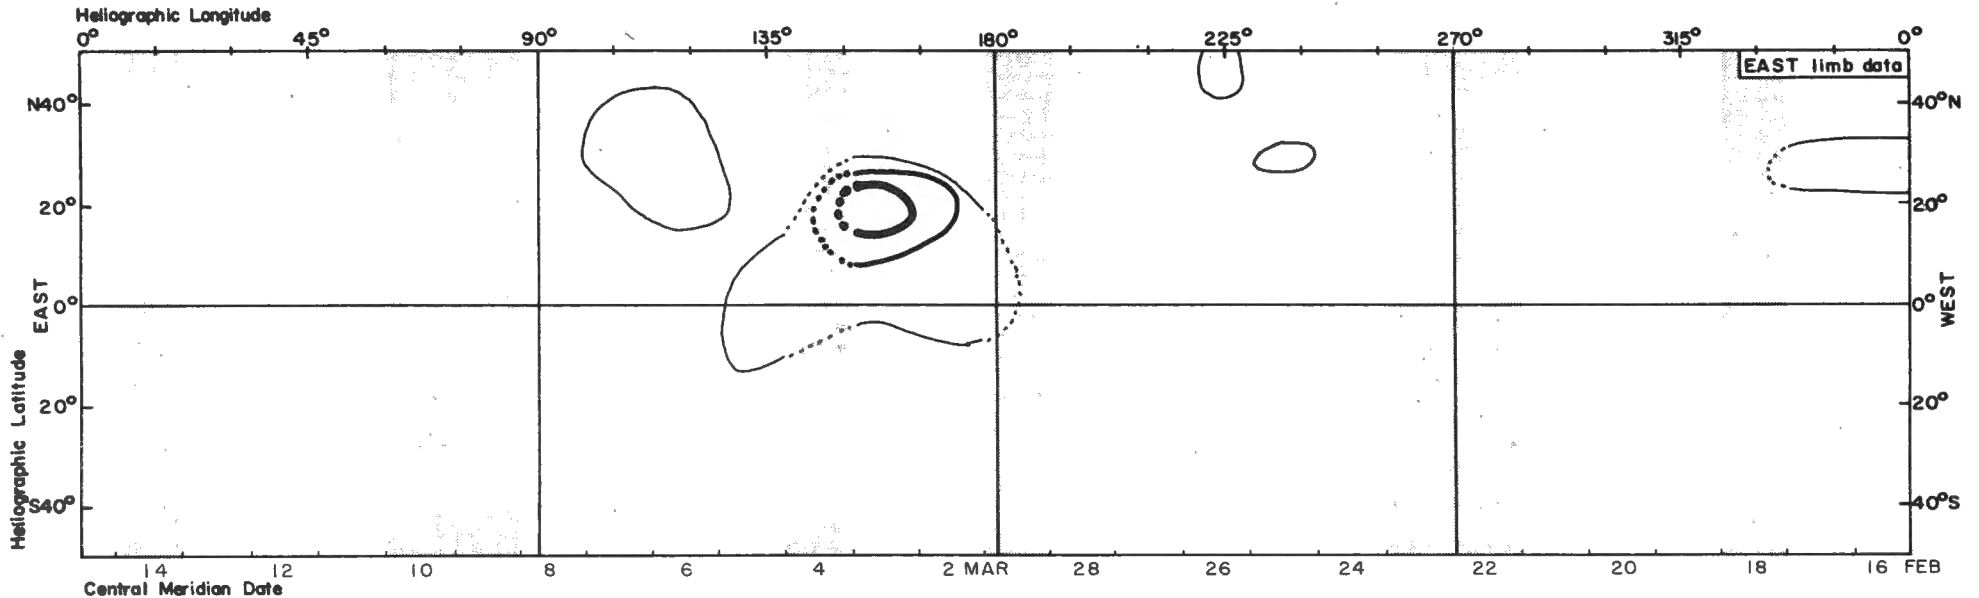 Heliographic Longitude
0° 45° 90° 135° 180° 225° 270° 315° 0°
EAST limb data
N40° 40°N
20° 20°
EAST 0° 0° WEST
20° 20°
S40° 40°S
Heliographic Latitude
14 12 10 8 6 4 2 MAR 28 26 24 22 20 18 16 FEB
Central Meridian Date